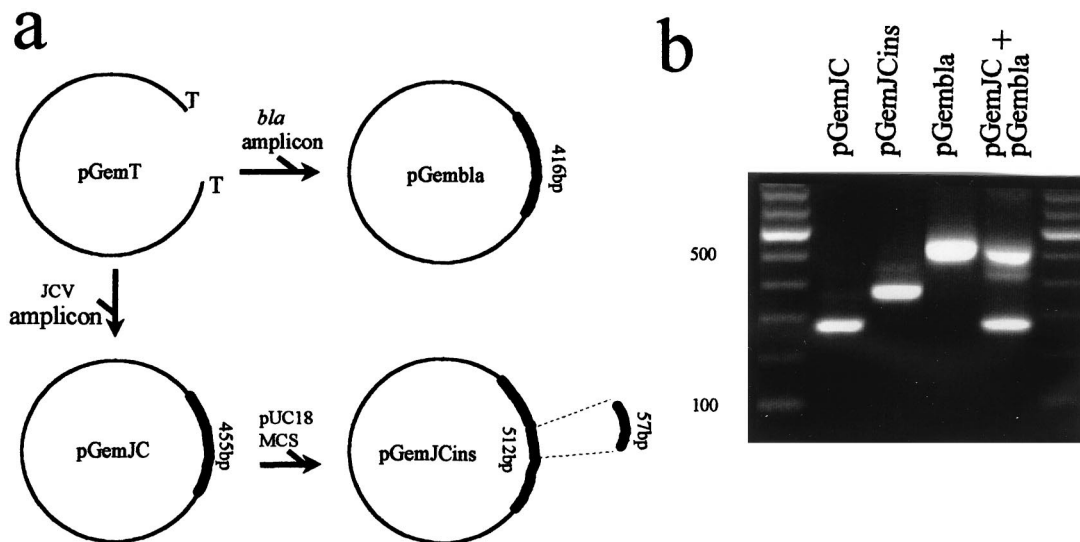 a
T
T
pGemT
bla
amplicon
pGembla
416bp
JCV
amplicon
pGemJC
455bp
pUC18
MCS
pGemJCins
512bp
57bp
b
pGemJC
pGemJCins
pGembla
pGemJC +
pGembla
500
100